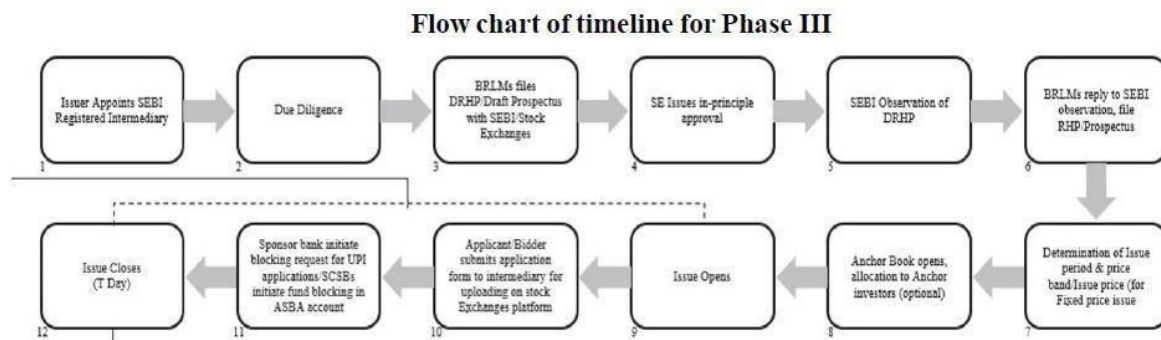 Flow chart of timeline for Phase III
Issuer Appoints SEBI
Registered Intermediary
1
Due Diligence
2
BRLMs files
DRHP/Draft Prospectus
with SEBI/Stock
Exchanges
3
SE Issues in-principle
approval
4
SEBI Observation of
DRHP
5
BRLMs reply to SEBI
observation, file
RHP/Prospectus
6
Determination of Issue
period & price
band/Issue price (for
Fixed price issue
7
Anchor Book opens,
allocation to Anchor
investors (optional)
8
Issue Opens
9
Applicant/Bidder
submits application
form to intermediary for
uploading on stock
Exchanges platform
10
Sponsor bank initiate
blocking request for UPI
applications/SCSBs
initiate fund blocking in
ASBA account
11
Issue Closes
(T Day)
12